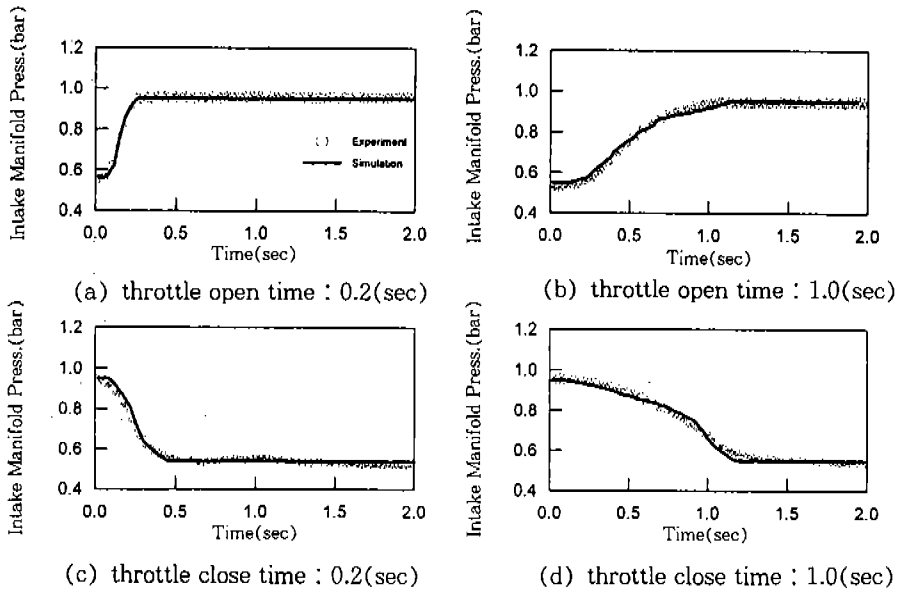 Intake Manifold Press.(bar)
1.2
1.0
0.8
0.6
0.4
0.0 0.5 1.0 1.5 2.0
Time(sec)
Experiment
Simulation
(a) throttle open time : 0.2(sec)
Intake Manifold Press.(bar)
1.2
1.0
0.8
0.6
0.4
0.0 0.5 1.0 1.5 2.0
Time(sec)
(b) throttle open time : 1.0(sec)
Intake Manifold Press.(bar)
1.2
1.0
0.8
0.6
0.4
0.0 0.5 1.0 1.5 2.0
Time(sec)
(c) throttle close time : 0.2(sec)
Intake Manifold Press.(bar)
1.2
1.0
0.8
0.6
0.4
0.0 0.5 1.0 1.5 2.0
Time(sec)
(d) throttle close time : 1.0(sec)